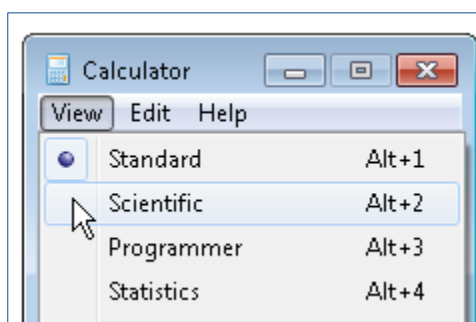 Calculator
View Edit Help
Standard Alt+1
Scientific Alt+2
Programmer Alt+3
Statistics Alt+4